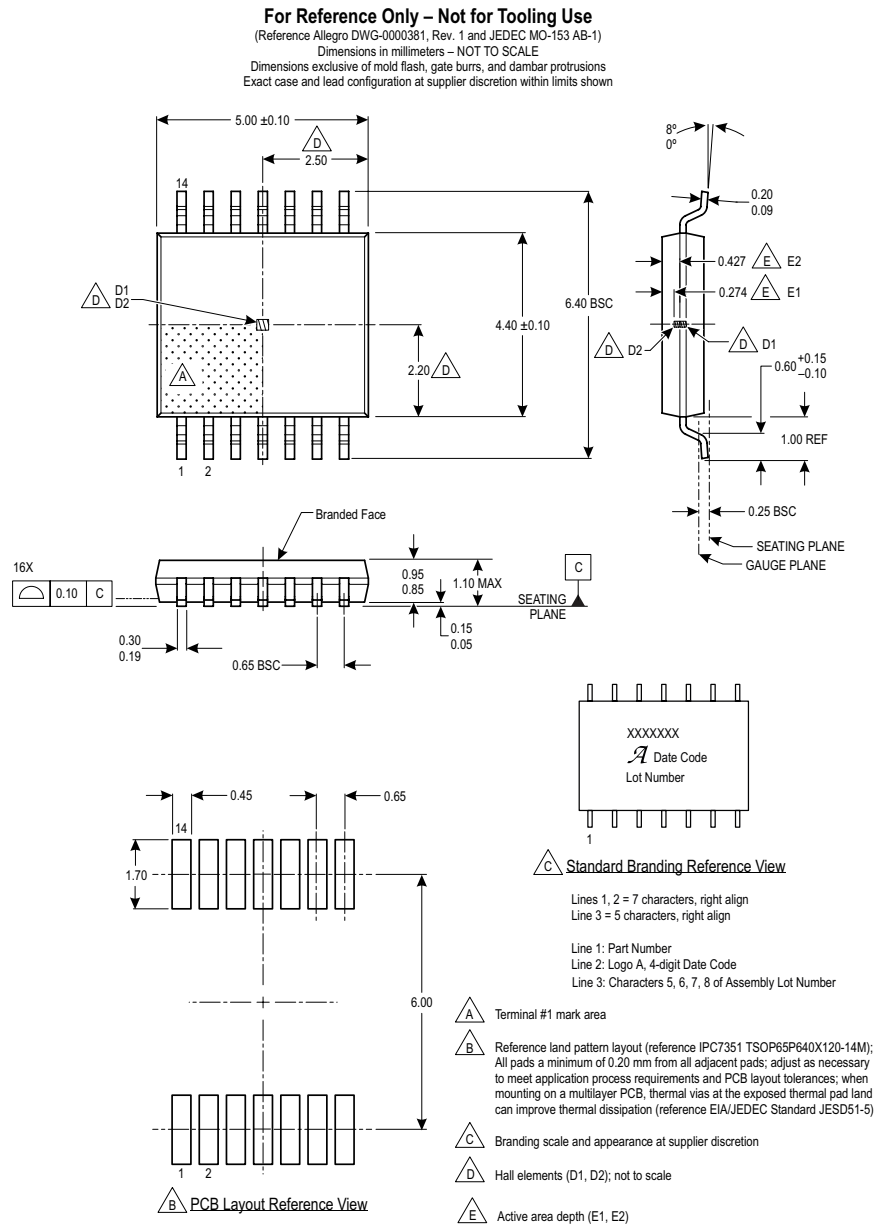 For Reference Only – Not for Tooling Use
(Reference Allegro DWG-0000381, Rev. 1 and JEDEC MO-153 AB-1)
Dimensions in millimeters – NOT TO SCALE
Dimensions exclusive of mold flash, gate burrs, and dambar protrusions
Exact case and lead configuration at supplier discretion within limits shown
5.00 ±0.10
D
2.50
14
D D1
D2
A
1 2
2.20 D
4.40 ±0.10
6.40 BSC
8º
0º
0.20
0.09
0.427 E E2
0.274 E E1
D D2
D D1
0.60 +0.15
–0.10
1.00 REF
0.25 BSC
SEATING PLANE
GAUGE PLANE
Branded Face
16X
0.10 C
0.95
0.85
1.10 MAX
C
SEATING
PLANE
0.15
0.05
0.30
0.19
0.65 BSC
XXXXXXX
A Date Code
Lot Number
1
C Standard Branding Reference View
Lines 1, 2 = 7 characters, right align
Line 3 = 5 characters, right align
Line 1: Part Number
Line 2: Logo A, 4-digit Date Code
Line 3: Characters 5, 6, 7, 8 of Assembly Lot Number
0.45
0.65
14
1.70
6.00
1 2
B PCB Layout Reference View
A Terminal #1 mark area
B Reference land pattern layout (reference IPC7351 TSOP65P640X120-14M);
All pads a minimum of 0.20 mm from all adjacent pads; adjust as necessary
to meet application process requirements and PCB layout tolerances; when
mounting on a multilayer PCB, thermal vias at the exposed thermal pad land
can improve thermal dissipation (reference EIA/JEDEC Standard JESD51-5)
C Branding scale and appearance at supplier discretion
D Hall elements (D1, D2); not to scale
E Active area depth (E1, E2)